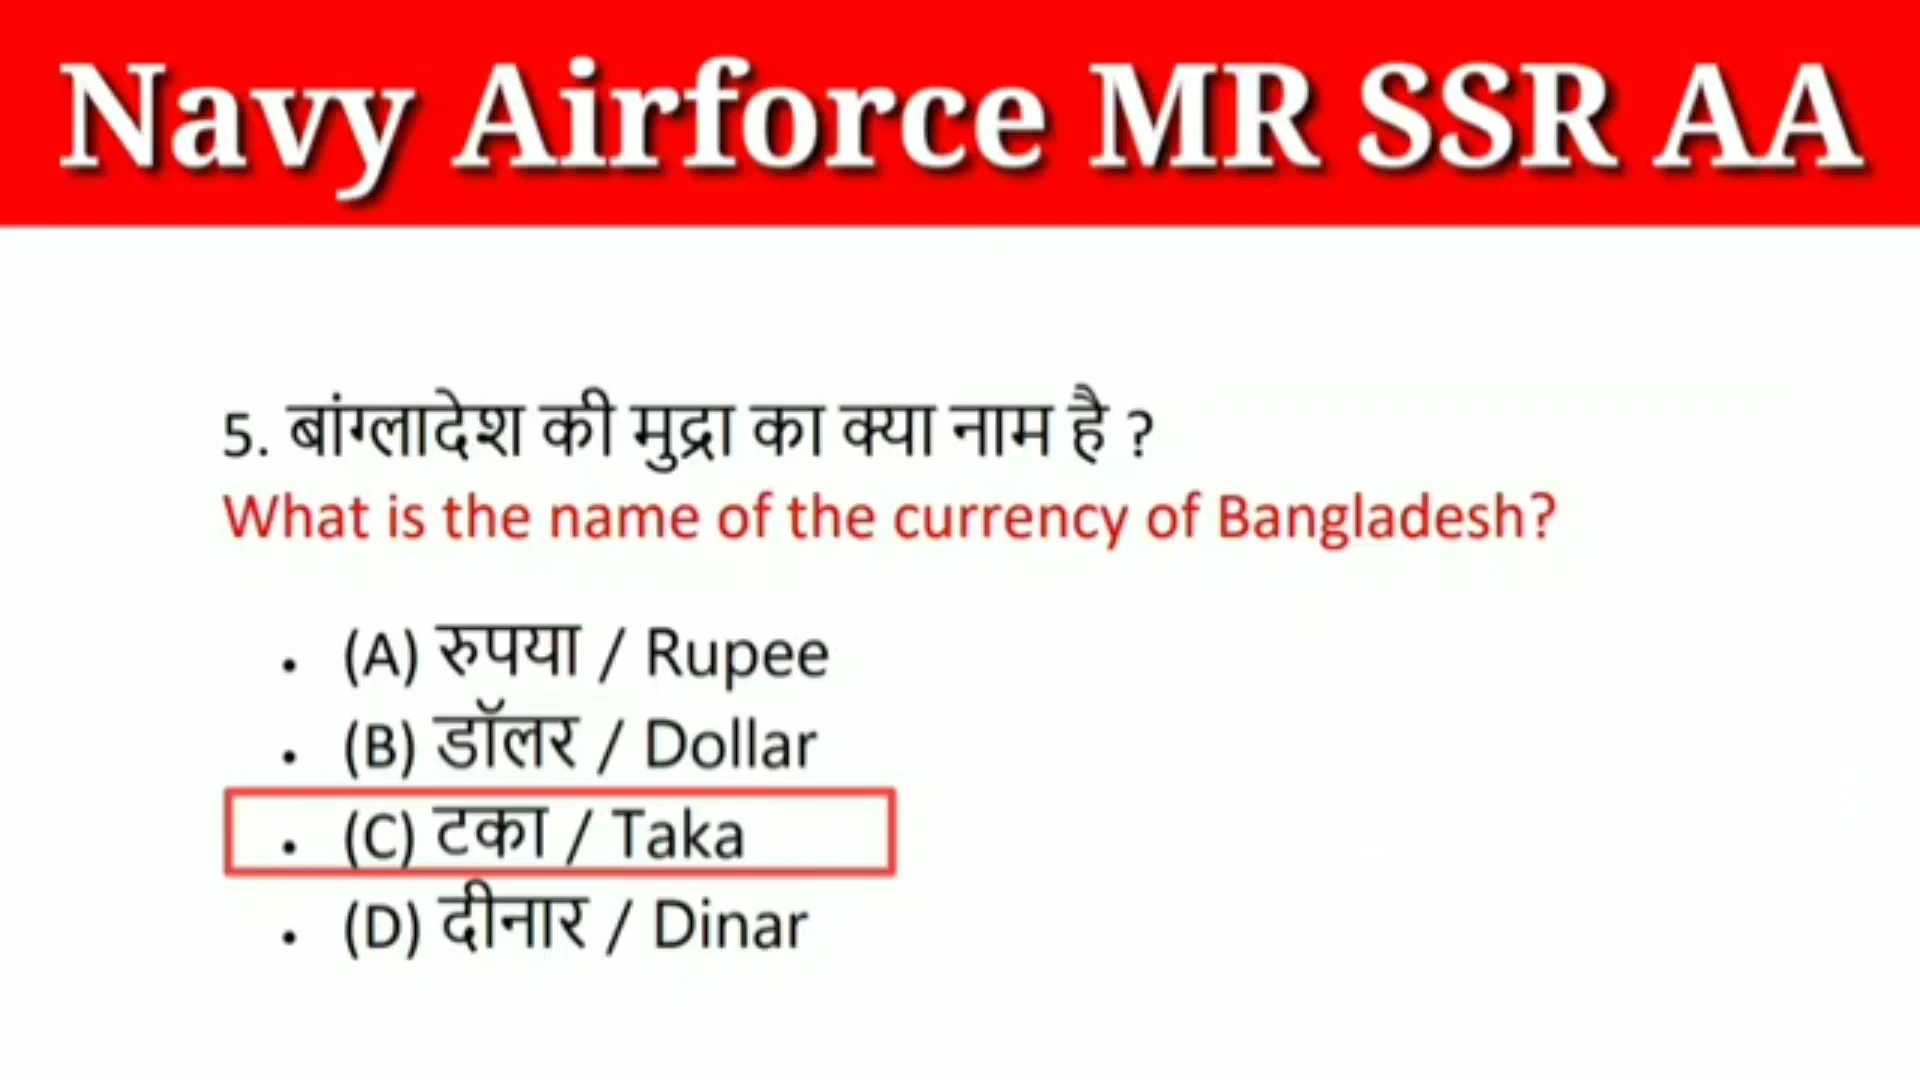 Navy Airforce MR SSR AA
5. बांग्लादेश की मुद्रा का क्या नाम है ?
What is the name of the currency of Bangladesh?
• (A) रुपया / Rupee
• (B) डॉलर / Dollar
• (C) टका / Taka
• (D) दीनार / Dinar